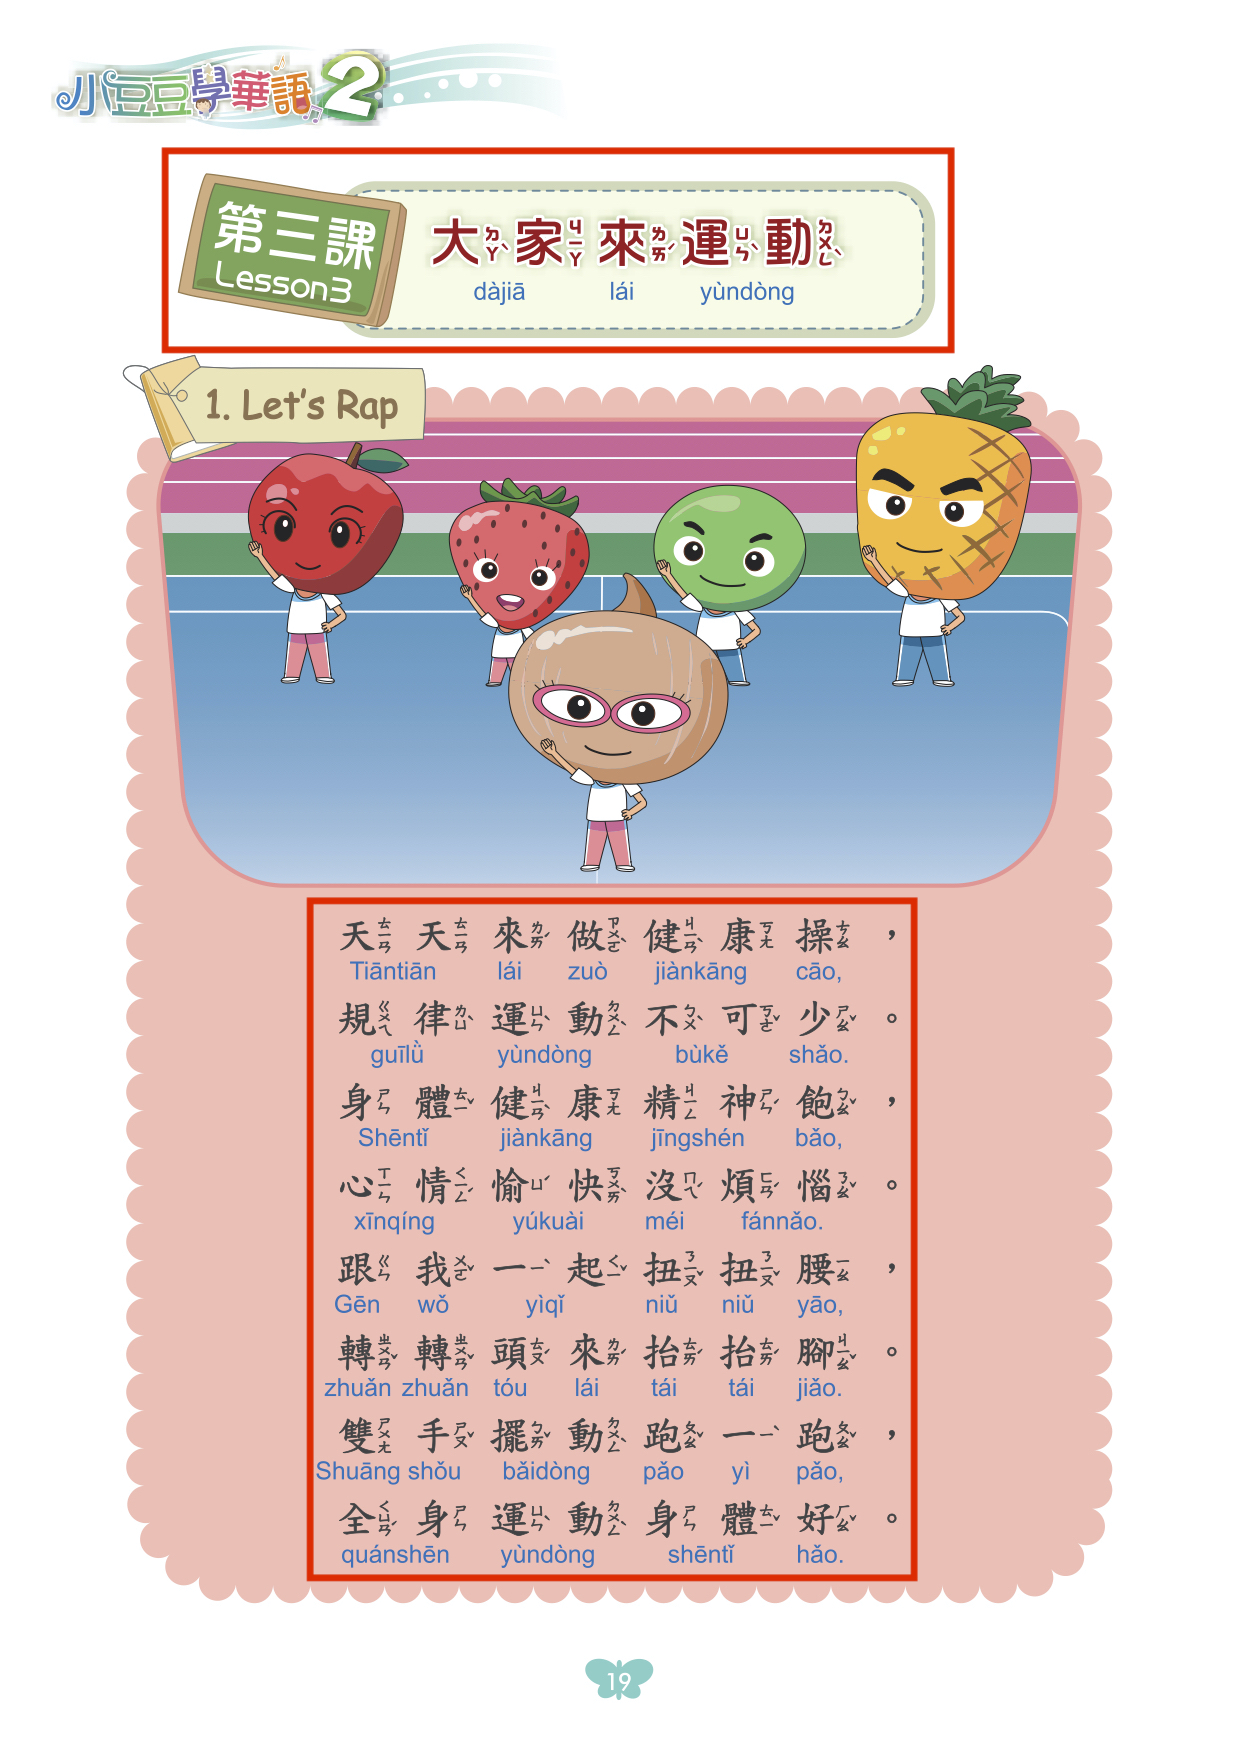 小豆豆學華語2
第三課
Lesson3
大ㄉㄚˋ家ㄐㄧㄚ 來ㄌㄞˊ運ㄩㄣˋ動ㄉㄨㄥˋ
dàjiā lái yùndòng
1. Let's Rap
天ㄊㄧㄢ 天ㄊㄧㄢ 來ㄌㄞˊ 做ㄗㄨㄛˋ 健ㄐㄧㄢˋ 康ㄎㄤ 操ㄘㄠ ，
Tiāntiān lái zuò jiànkāng cāo,
規ㄍㄨㄟ 律ㄌㄩˋ 運ㄩㄣˋ 動ㄉㄨㄥˋ 不ㄅㄨˋ 可ㄎㄜˇ 少ㄕㄠˇ 。
guīlǜ yùndòng bùkě shǎo.
身ㄕㄣ 體ㄊㄧˇ 健ㄐㄧㄢˋ 康ㄎㄤ 精ㄐㄧㄥ 神ㄕㄣˊ 飽ㄅㄠˇ ，
Shēntǐ jiànkāng jīngshén bǎo,
心ㄒㄧㄣ 情ㄑㄧㄥˊ 愉ㄩˊ 快ㄎㄨㄞˋ 沒ㄇㄟˊ 煩ㄈㄢˊ 惱ㄋㄠˇ 。
xīnqíng yúkuài méi fánnǎo.
跟ㄍㄣ 我ㄨㄛˇ 一ㄧˋ 起ㄑㄧˇ 扭ㄋㄧㄡˇ 扭ㄋㄧㄡˇ 腰ㄧㄠ ，
Gēn wǒ yìqǐ niǔ niǔ yāo,
轉ㄓㄨㄢˇ 轉ㄓㄨㄢˇ 頭ㄊㄡˊ 來ㄌㄞˊ 抬ㄊㄞˊ 抬ㄊㄞˊ 腳ㄐㄧㄠˇ 。
zhuǎn zhuǎn tóu lái tái tái jiǎo.
雙ㄕㄨㄤ 手ㄕㄡˇ 擺ㄅㄞˇ 動ㄉㄨㄥˋ 跑ㄆㄠˇ 一ㄧˋ 跑ㄆㄠˇ ，
Shuāng shǒu bǎidòng pǎo yì pǎo,
全ㄑㄩㄢˊ 身ㄕㄣ 運ㄩㄣˋ 動ㄉㄨㄥˋ 身ㄕㄣ 體ㄊㄧˇ 好ㄏㄠˇ 。
quánshēn yùndòng shēntǐ hǎo.
19